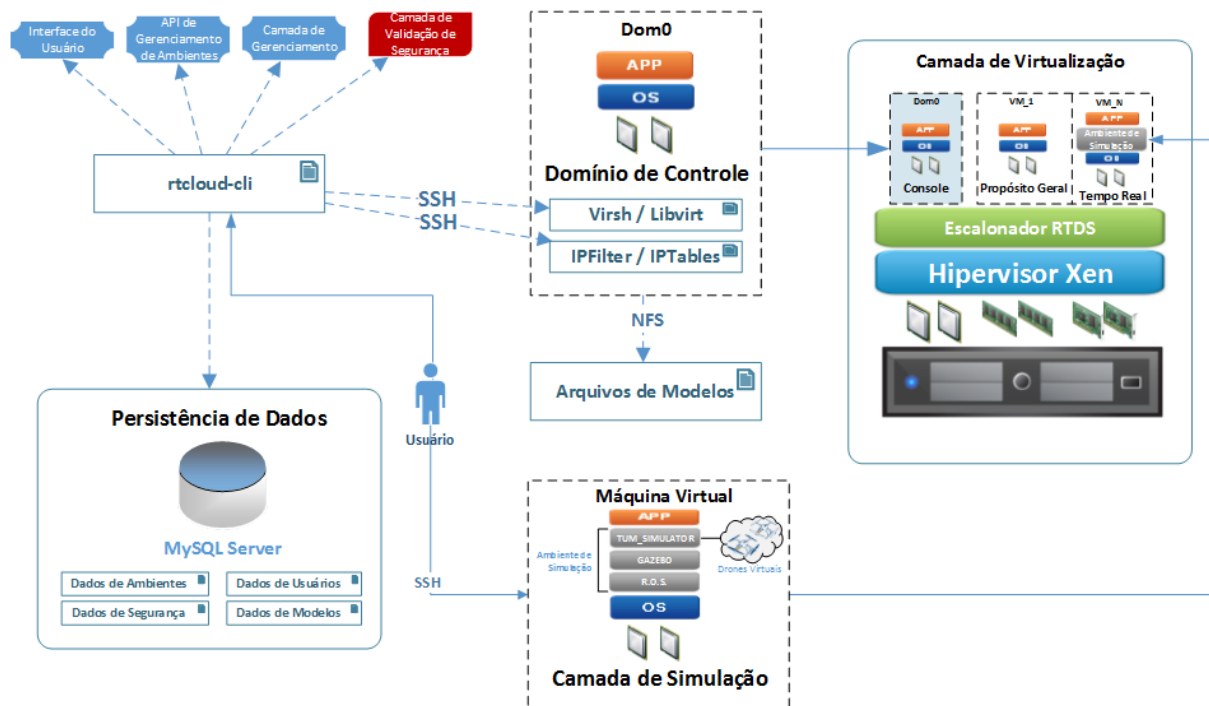 Interface do
Usuário
API de
Gerenciamento
de Ambientes
Camada de
Gerenciamento
Camada de
Validação de
Segurança
rtcloud-cli
SSH
SSH
Dom0
APP
OS
Domínio de Controle
Virsh / Libvirt
IPFilter / IPTables
NFS
Arquivos de Modelos
Camada de Virtualização
Dom0
APP
OS
Console
VM_1
APP
OS
Propósito Geral
VM_N
APP
Ambiente de
Simulação
OS
Tempo Real
Escalonador RTDS
Hipervisor Xen
Persistência de Dados
MySQL Server
Dados de Ambientes
Dados de Usuários
Dados de Segurança
Dados de Modelos
Usuário
SSH
Máquina Virtual
APP
Ambiente de
Simulação
TUM_SIMULATOR
GAZEBO
R.O.S.
OS
Drones Virtuais
Camada de Simulação